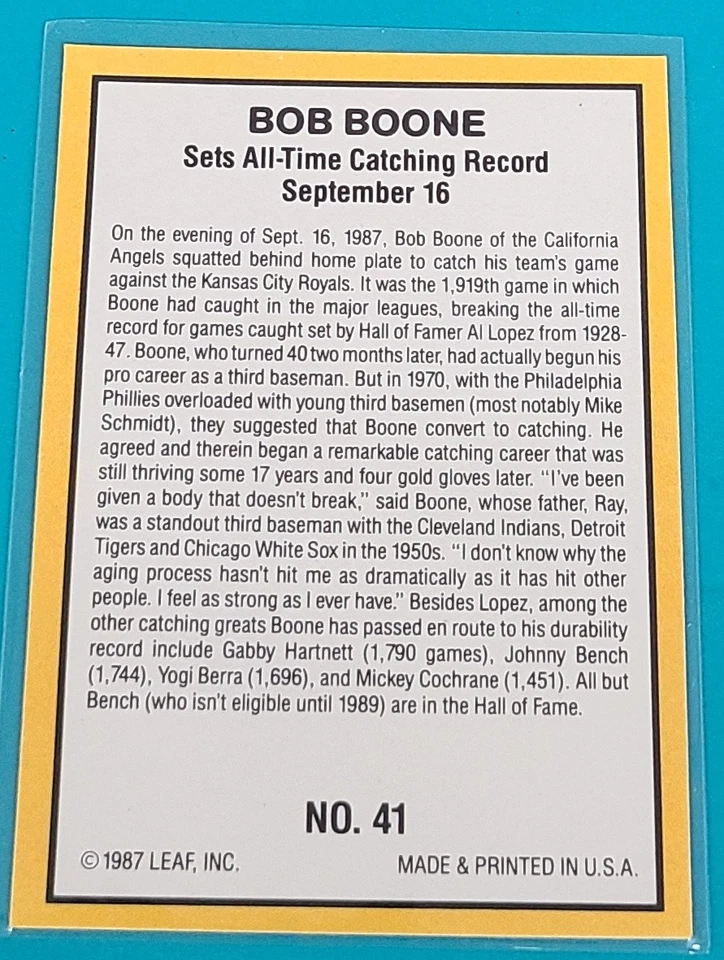 BOB BOONE
Sets All-Time Catching Record
September 16
On the evening of Sept. 16, 1987, Bob Boone of the California
Angels squatted behind home plate to catch his team's game
against the Kansas City Royals. It was the 1,919th game in which
Boone had caught in the major leagues, breaking the all-time
record for games caught set by Hall of Famer Al Lopez from 1928-
47. Boone, who turned 40 two months later, had actually begun his
pro career as a third baseman. But in 1970, with the Philadelphia
Phillies overloaded with young third basemen (most notably Mike
Schmidt), they suggested that Boone convert to catching. He
agreed and therein began a remarkable catching career that was
still thriving some 17 years and four gold gloves later. "I've been
given a body that doesn't break," said Boone, whose father, Ray,
was a standout third baseman with the Cleveland Indians, Detroit
Tigers and Chicago White Sox in the 1950s. "I don't know why the
aging process hasn't hit me as dramatically as it has hit other
people. I feel as strong as I ever have." Besides Lopez, among the
other catching greats Boone has passed en route to his durability
record include Gabby Hartnett (1,790 games), Johnny Bench
(1,744), Yogi Berra (1,696), and Mickey Cochrane (1,451). All but
Bench (who isn't eligible until 1989) are in the Hall of Fame.
NO. 41
©1987 LEAF, INC. MADE & PRINTED IN U.S.A.